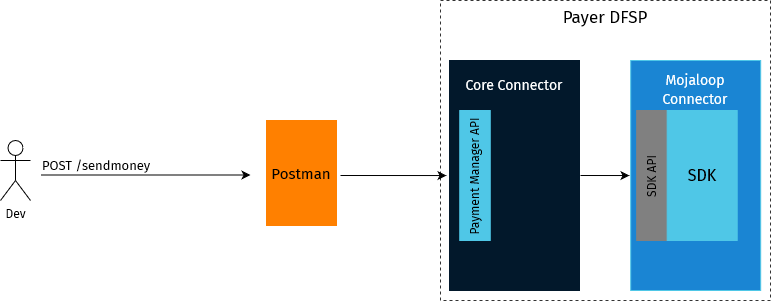 Payer DFSP
Core Connector
Mojaloop
Connector
Payment Manager API
SDK API
SDK
POST /sendmoney
Postman
Dev